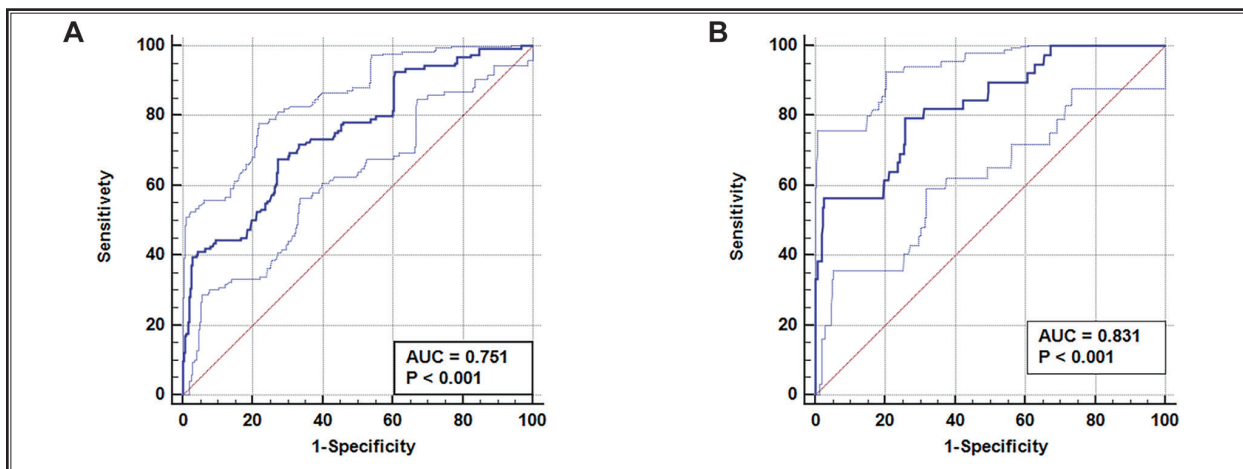 A
100
80
60
40
20
0
Sensitivety
0 20 40 60 80 100
1-Specificity
AUC = 0.751
P < 0.001
B
100
80
60
40
20
0
Sensitivity
0 20 40 60 80 100
1-Specificity
AUC = 0.831
P < 0.001